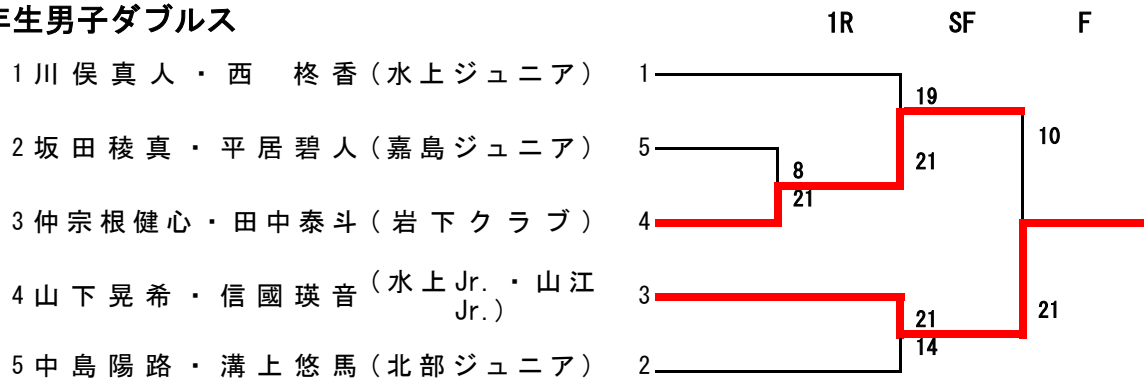 年生男子ダブルス
1R SF F
1 川俣真人・西 柊香(水上ジュニア) 1
19
10
2 坂田稜真・平居碧人(嘉島ジュニア) 5
8
21
21
3 仲宗根健心・田中泰斗(岩下クラブ) 4
4 山下晃希・信國瑛音(水上Jr.・山江
Jr.) 3
21
21
14
5 中島陽路・溝上悠馬(北部ジュニア) 2